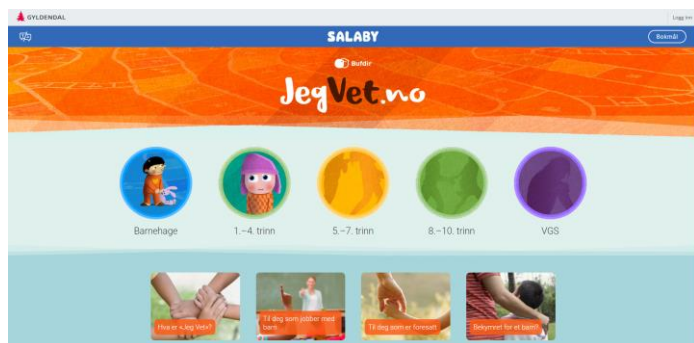 GYLDENDAL
Logg inn
SALABY
Bokmål
Bufdir
JegVet.no
Barnehage
1.–4. trinn
5.–7. trinn
8.–10. trinn
VGS
Hva er «Jeg Vet»?
Til deg som jobber med
barn
Til deg som er foresatt
Bekymret for et barn?